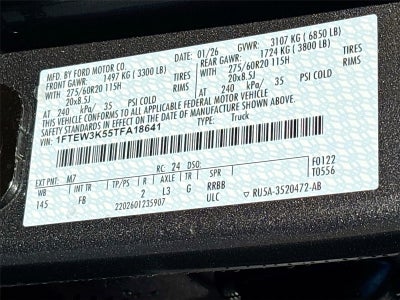 MFD. BY FORD MOTOR CO. 01/26 GVWR: 3107 KG ( 6850 LB)
FRONT GAWR: 1497 KG ( 3300 LB) REAR GAWR: 1724 KG ( 3800 LB)
WITH 275/60R20 115H TIRES WITH 275/60R20 115H TIRES
20x8.5J 20x8.5J RIMS
AT 240 kPa/ 35 PSI COLD AT 240 kPa/ 35 PSI COLD
THIS VEHICLE CONFORMS TO ALL APPLICABLE FEDERAL MOTOR VEHICLE
SAFETY STANDARDS IN EFFECT ON THE DATE OF MANUFACTURE SHOWN ABOVE.
VIN: 1FTEW3K55TFA18641 TYPE: Truck
F0122
T0556
EXT PNT: M7 RC: 24 DSO:
WB INT TR TP/PS R AXLE TR SPR
145 FB 2 L3 G RRBB
2202601235907 ULC ▽ RU5A-3520472-AB